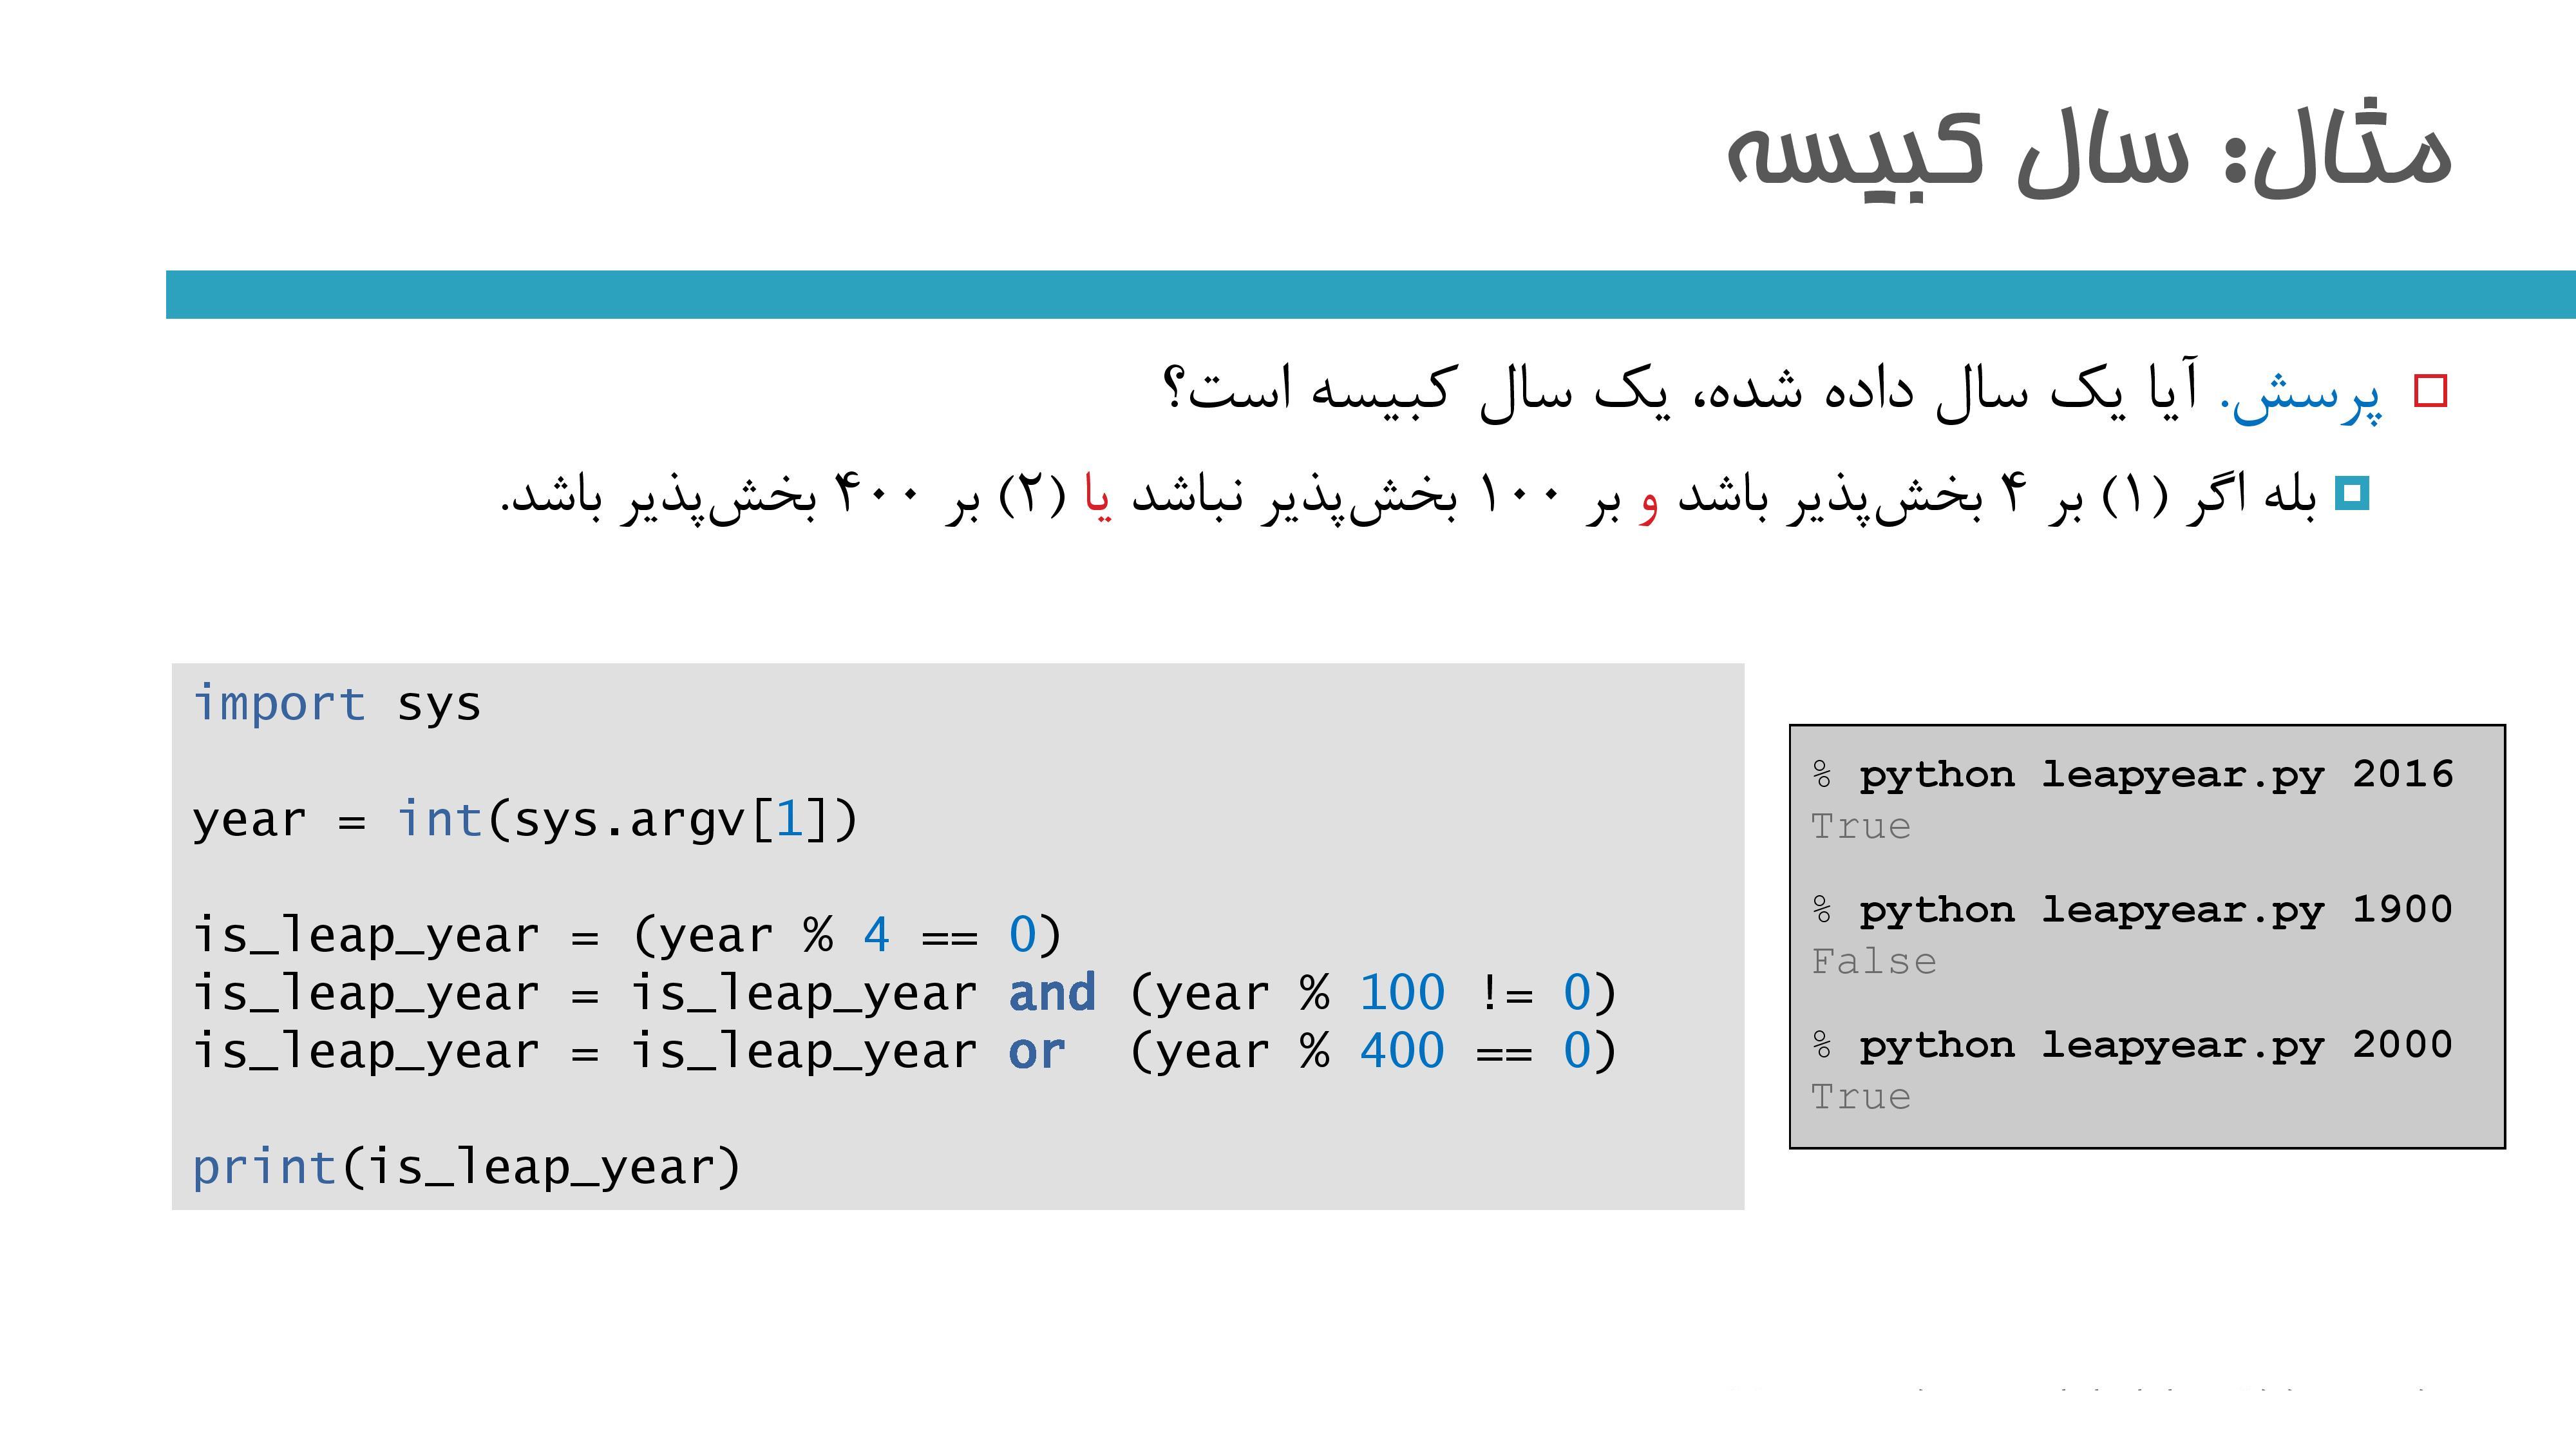 مثال: سال کبیسه
پرسش. آیا یک سال داده شده، یک سال کبیسه است؟
بله اگر (۱) بر ۴ بخش‌پذیر باشد و بر ۱۰۰ بخش‌پذیر نباشد یا (۲) بر ۴۰۰ بخش‌پذیر باشد.
import sys
year = int(sys.argv[1])
is_leap_year = (year % 4 == 0)
is_leap_year = is_leap_year and (year % 100 != 0)
is_leap_year = is_leap_year or  (year % 400 == 0)
print(is_leap_year)
% python leapyear.py 2016
True
% python leapyear.py 1900
False
% python leapyear.py 2000
True